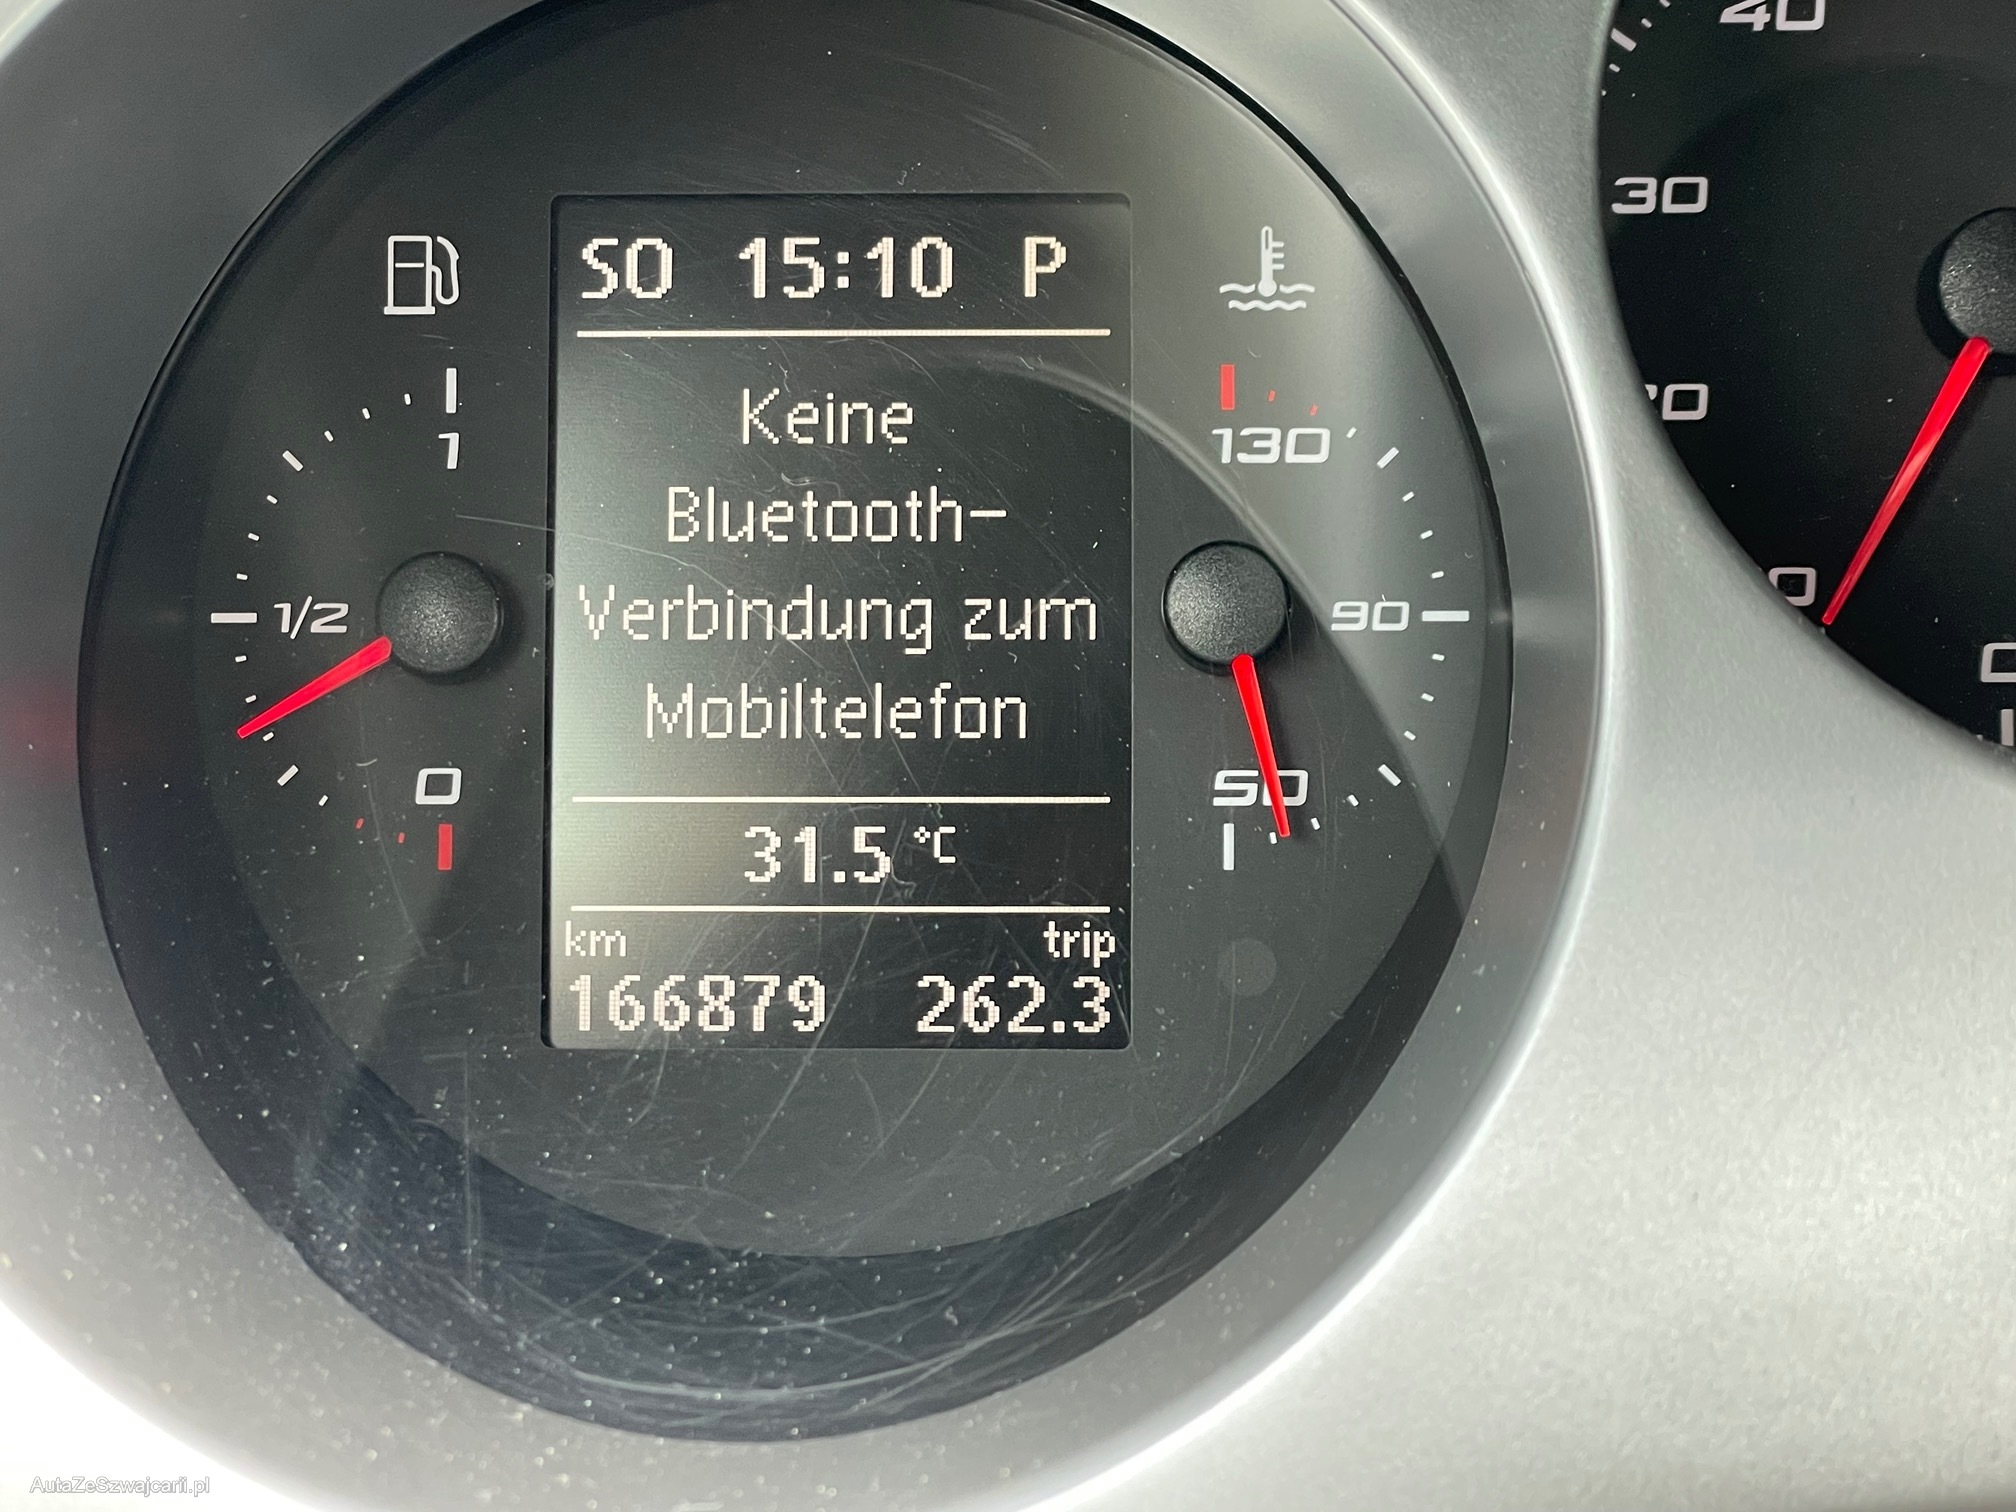 40
30
SO 15:10 P
Keine
1
130
Bluetooth-
Verbindung zum
1/2
90
Mobiltelefon
0
50
31.5 °C
km trip
166879 262.3
AutaZeSzwajcarii.pl